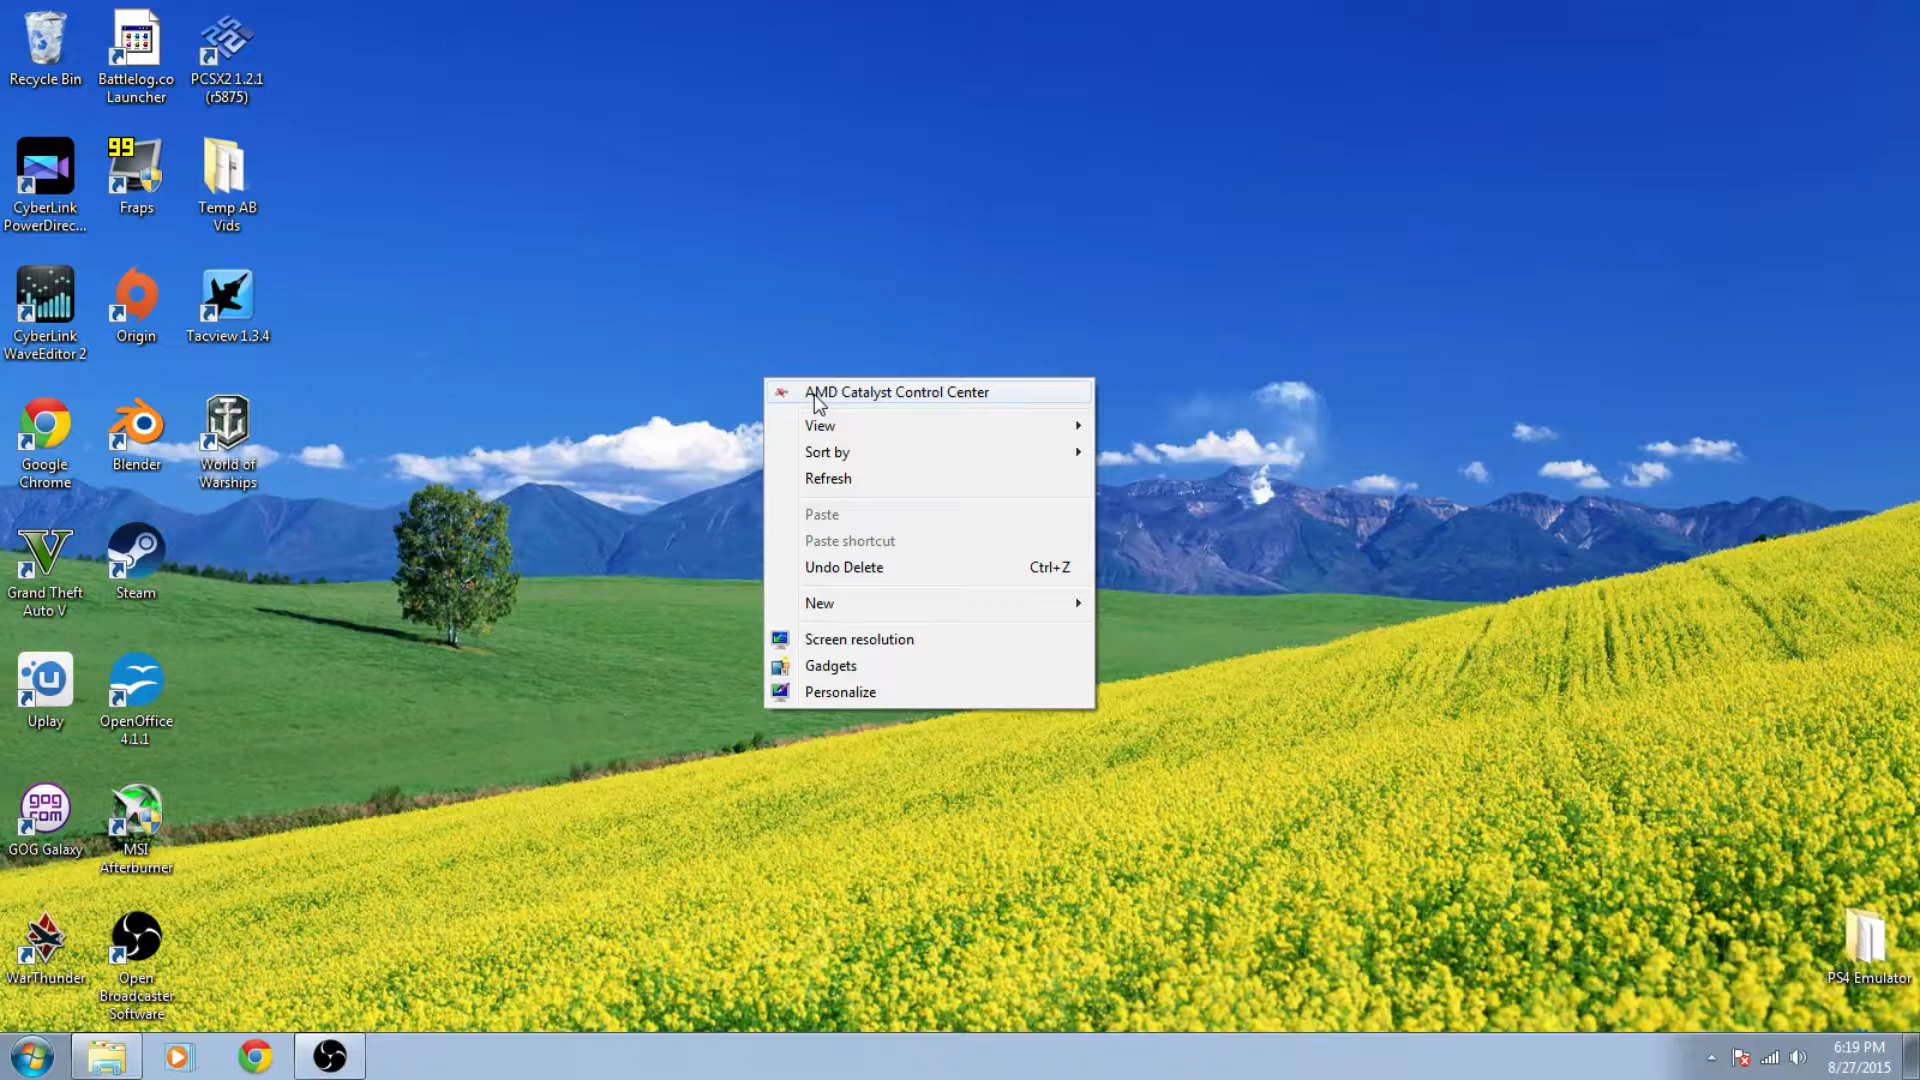 Recycle Bin
Battlelog.co
Launcher
PCSX2 1.2.1
(r5875)
CyberLink
PowerDirec...
99
Fraps
Temp AB
Vids
CyberLink
WaveEditor 2
Origin
Tacview 1.3.4
Google
Chrome
Blender
World of
Warships
Grand Theft
Auto V
Steam
Uplay
OpenOffice
4.1.1
gog
com
GOG Galaxy
MSI
Afterburner
WarThunder
Open
Broadcaster
Software
AMD Catalyst Control Center
View
Sort by
Refresh
Paste
Paste shortcut
Undo Delete Ctrl+Z
New
Screen resolution
Gadgets
Personalize
PS4 Emulator
6:19 PM
8/27/2015